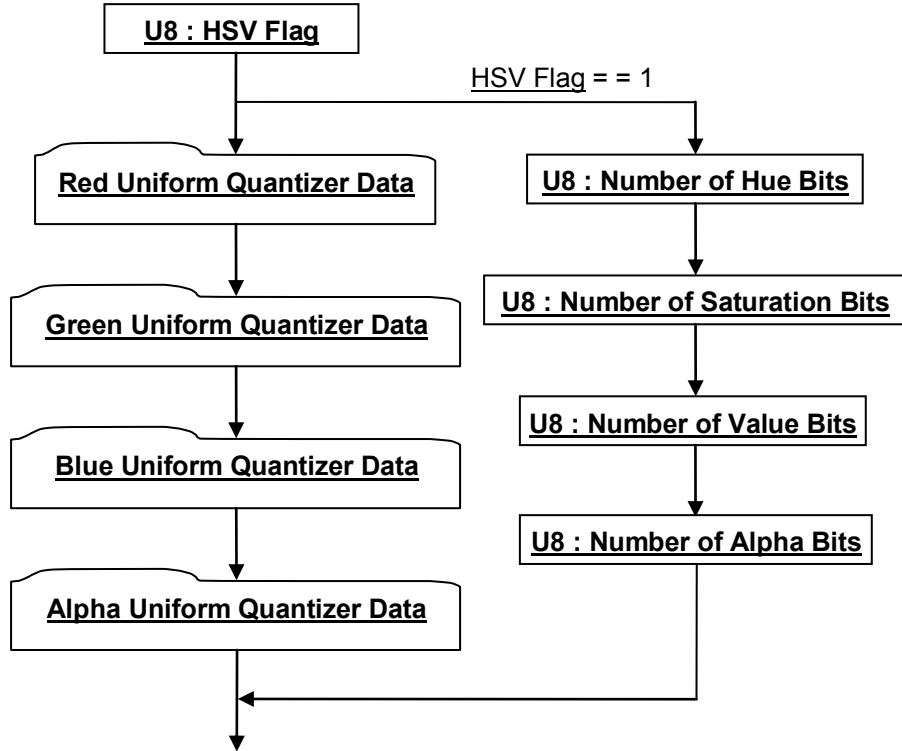 U8 : HSV Flag
HSV Flag = = 1
Red Uniform Quantizer Data
U8 : Number of Hue Bits
Green Uniform Quantizer Data
U8 : Number of Saturation Bits
Blue Uniform Quantizer Data
U8 : Number of Value Bits
Alpha Uniform Quantizer Data
U8 : Number of Alpha Bits